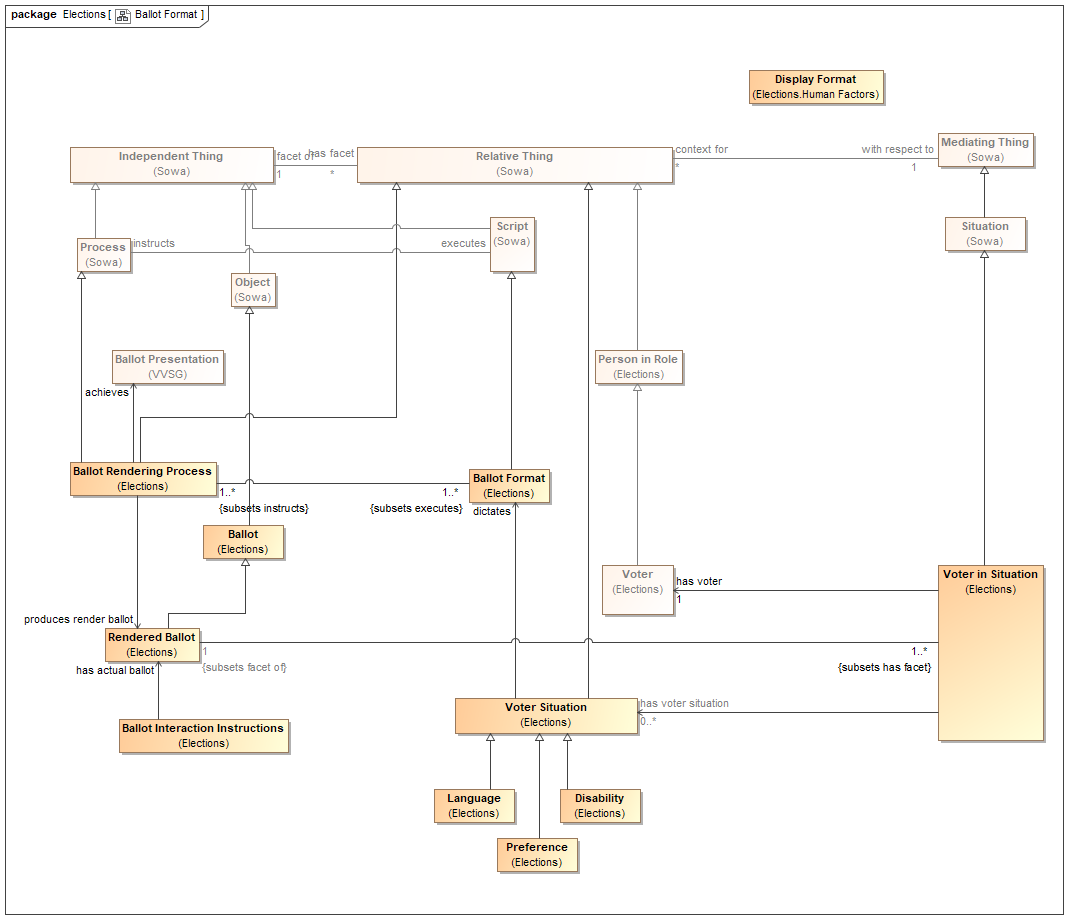 package Elections [ Ballot Format ]
Display Format
(Elections.Human Factors)
Independent Thing
(Sowa)
facet of
1
has facet
*
Relative Thing
(Sowa)
context for
*
with respect to
1
Mediating Thing
(Sowa)
Process
(Sowa)
instructs
executes
Script
(Sowa)
Situation
(Sowa)
Object
(Sowa)
Ballot Presentation
(VVSG)
achieves
Person in Role
(Elections)
Ballot Rendering Process
(Elections)
1..*
{subsets instructs}
1..*
{subsets executes}
Ballot Format
(Elections)
dictates
Ballot
(Elections)
Voter
(Elections)
has voter
1
Voter in Situation
(Elections)
produces render ballot
Rendered Ballot
(Elections)
1
{subsets facet of}
1..*
{subsets has facet}
has actual ballot
Ballot Interaction Instructions
(Elections)
Voter Situation
(Elections)
has voter situation
0..*
Language
(Elections)
Disability
(Elections)
Preference
(Elections)